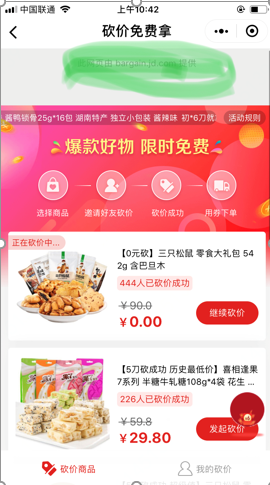 中国联通
上午10:42
砍价免费拿
酱鸭锁骨25g*16包 湖南特产 独立小包装 酱辣味 初*6刀就
活动规则
爆款好物 限时免费
选择商品
邀请好友砍价
砍价成功
用券下单
正在砍价中...
【0元砍】三只松鼠 零食大礼包 54
2g 含巴旦木
444人已砍价成功
￥90.0
￥0.00
继续砍价
【5刀砍成功 历史最低价】喜相逢果
7系列 半糖牛轧糖108g*4袋 花生 ...
226人已砍价成功
￥59.8
￥29.80
发起砍价
砍价商品
我的砍价